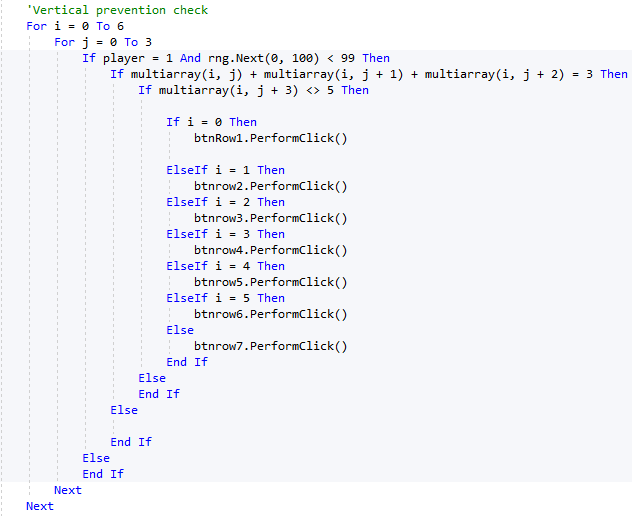 'Vertical prevention check
For i = 0 To 6
For j = 0 To 3
If player = 1 And rng.Next(0, 100) < 99 Then
If multiarray(i, j) + multiarray(i, j + 1) + multiarray(i, j + 2) = 3 Then
If multiarray(i, j + 3) <> 5 Then
If i = 0 Then
btnRow1.PerformClick()
ElseIf i = 1 Then
btnrow2.PerformClick()
ElseIf i = 2 Then
btnrow3.PerformClick()
ElseIf i = 3 Then
btnrow4.PerformClick()
ElseIf i = 4 Then
btnrow5.PerformClick()
ElseIf i = 5 Then
btnrow6.PerformClick()
Else
btnrow7.PerformClick()
End If
Else
End If
Else
End If
Else
End If
Next
Next